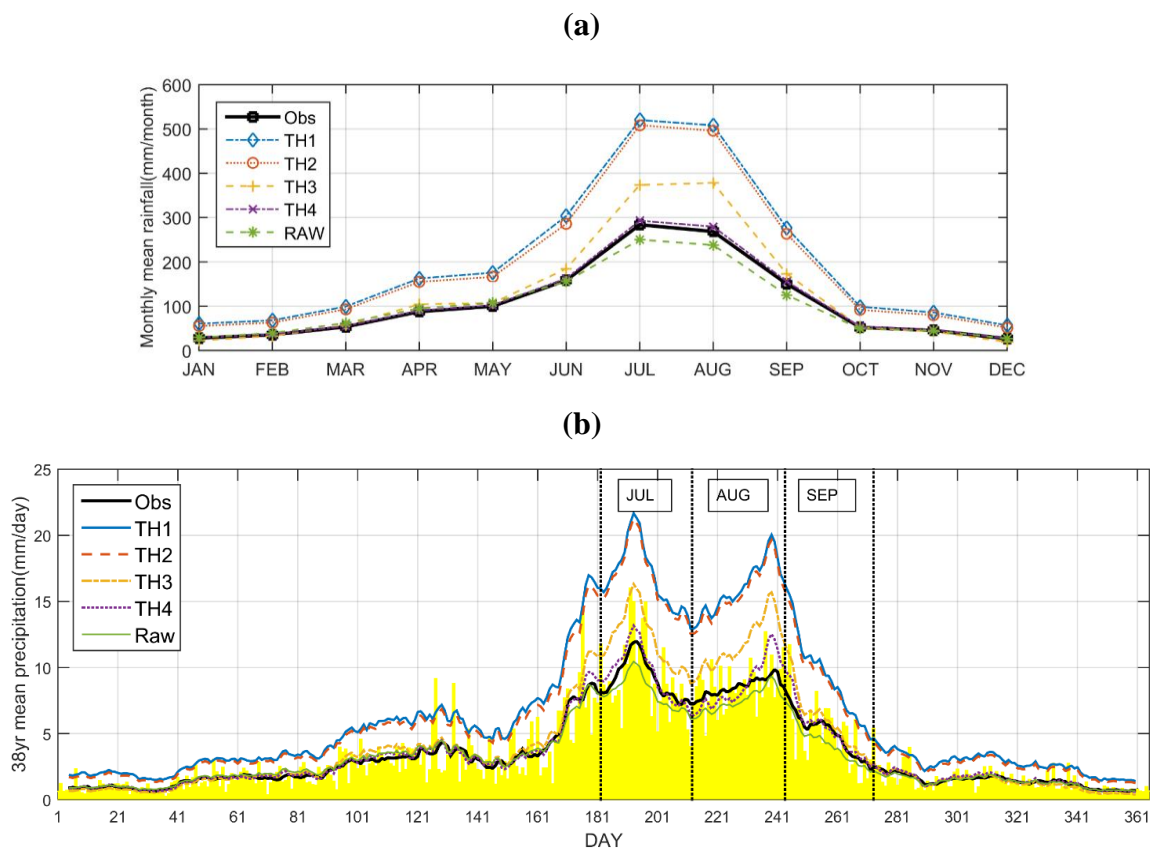 (a)
Monthly mean rainfall(mm/month)
600
500
400
300
200
100
0
Obs
TH1
TH2
TH3
TH4
RAW
JAN FEB MAR APR MAY JUN JUL AUG SEP OCT NOV DEC
(b)
38yr mean precipitation(mm/day)
25
20
15
10
5
0
Obs
TH1
TH2
TH3
TH4
Raw
JUL AUG SEP
1 21 41 61 81 101 121 141 161 181 201 221 241 261 281 301 321 341 361
DAY